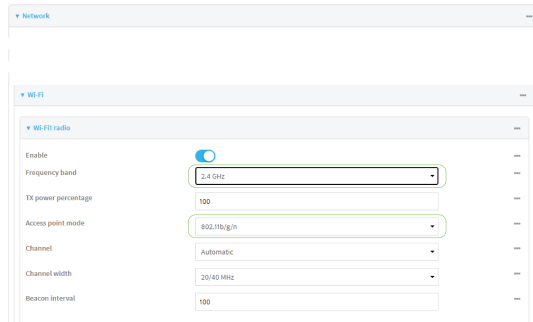 Network
Wi-Fi
Wi-Fi1 radio
Enable
Frequency band
2.4 GHz
TX power percentage
100
Access point mode
802.11b/g/n
Channel
Automatic
Channel width
20/40 MHz
Beacon interval
100